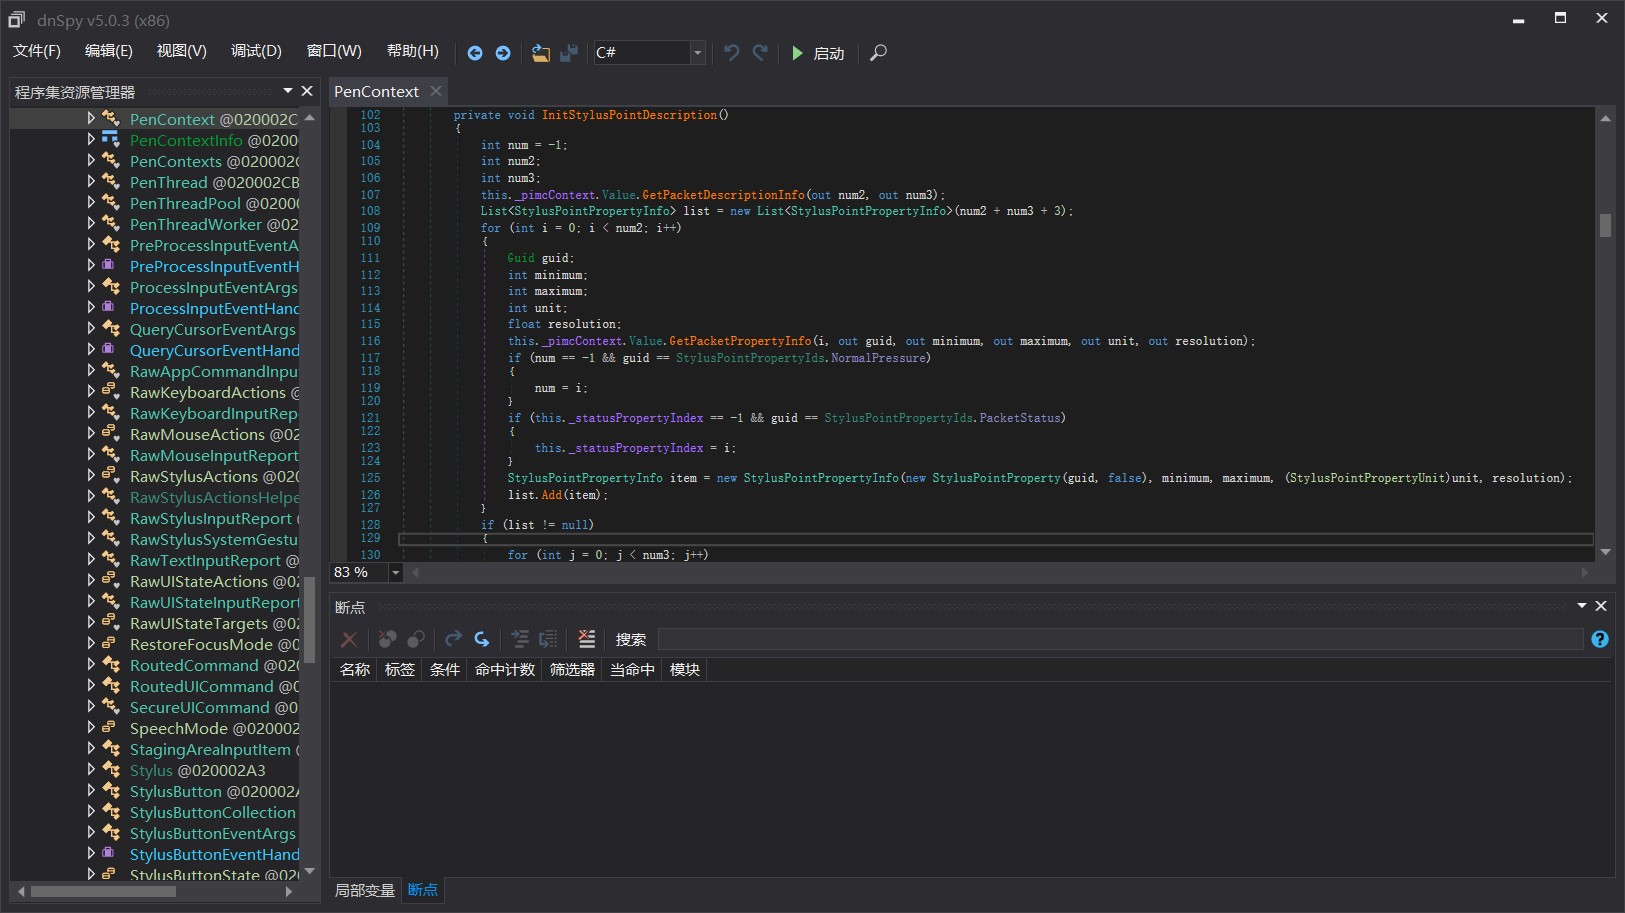 dnSpy v5.0.3 (x86)
文件(F) 编辑(E) 视图(V) 调试(D) 窗口(W) 帮助(H) C# 启动
程序集资源管理器
PenContext @020002C
PenContextInfo @0200
PenContexts @020002C
PenThread @020002CB
PenThreadPool @0200
PenThreadWorker @02
PreProcessInputEventA
PreProcessInputEventH
ProcessInputEventArgs
ProcessInputEventHand
QueryCursorEventArgs
QueryCursorEventHand
RawAppCommandInpu
RawKeyboardActions @
RawKeyboardInputRep
RawMouseActions @02
RawMouseInputReport
RawStylusActions @020
RawStylusActionsHelpe
RawStylusInputReport (
RawStylusSystemGestu
RawTextInputReport @
RawUIStateActions @02
RawUIStateInputReport
RawUIStateTargets @02
RestoreFocusMode @0
RoutedCommand @020
RoutedUICommand @0
SecureUICommand @0
SpeechMode @020002
StagingAreaInputItem (
Stylus @020002A3
StylusButton @020002A
StylusButtonCollection
StylusButtonEventArgs
StylusButtonEventHand
StylusButtonState @020
PenContext
102 private void InitStylusPointDescription()
103 {
104 int num = -1;
105 int num2;
106 int num3;
107 this._pimcContext.Value.GetPacketDescriptionInfo(out num2, out num3);
108 List<StylusPointPropertyInfo> list = new List<StylusPointPropertyInfo>(num2 + num3 + 3);
109 for (int i = 0; i < num2; i++)
110 {
111 Guid guid;
112 int minimum;
113 int maximum;
114 int unit;
115 float resolution;
116 this._pimcContext.Value.GetPacketPropertyInfo(i, out guid, out minimum, out maximum, out unit, out resolution);
117 if (num == -1 && guid == StylusPointPropertyIds.NormalPressure)
118 {
119 num = i;
120 }
121 if (this._statusPropertyIndex == -1 && guid == StylusPointPropertyIds.PacketStatus)
122 {
123 this._statusPropertyIndex = i;
124 }
125 StylusPointPropertyInfo item = new StylusPointPropertyInfo(new StylusPointProperty(guid, false), minimum, maximum, (StylusPointPropertyUnit)unit, resolution);
126 list.Add(item);
127 }
128 if (list != null)
129 {
130 for (int j = 0; j < num3; j++)
83 %
断点
搜索
名称 标签 条件 命中计数 筛选器 当命中 模块
局部变量 断点